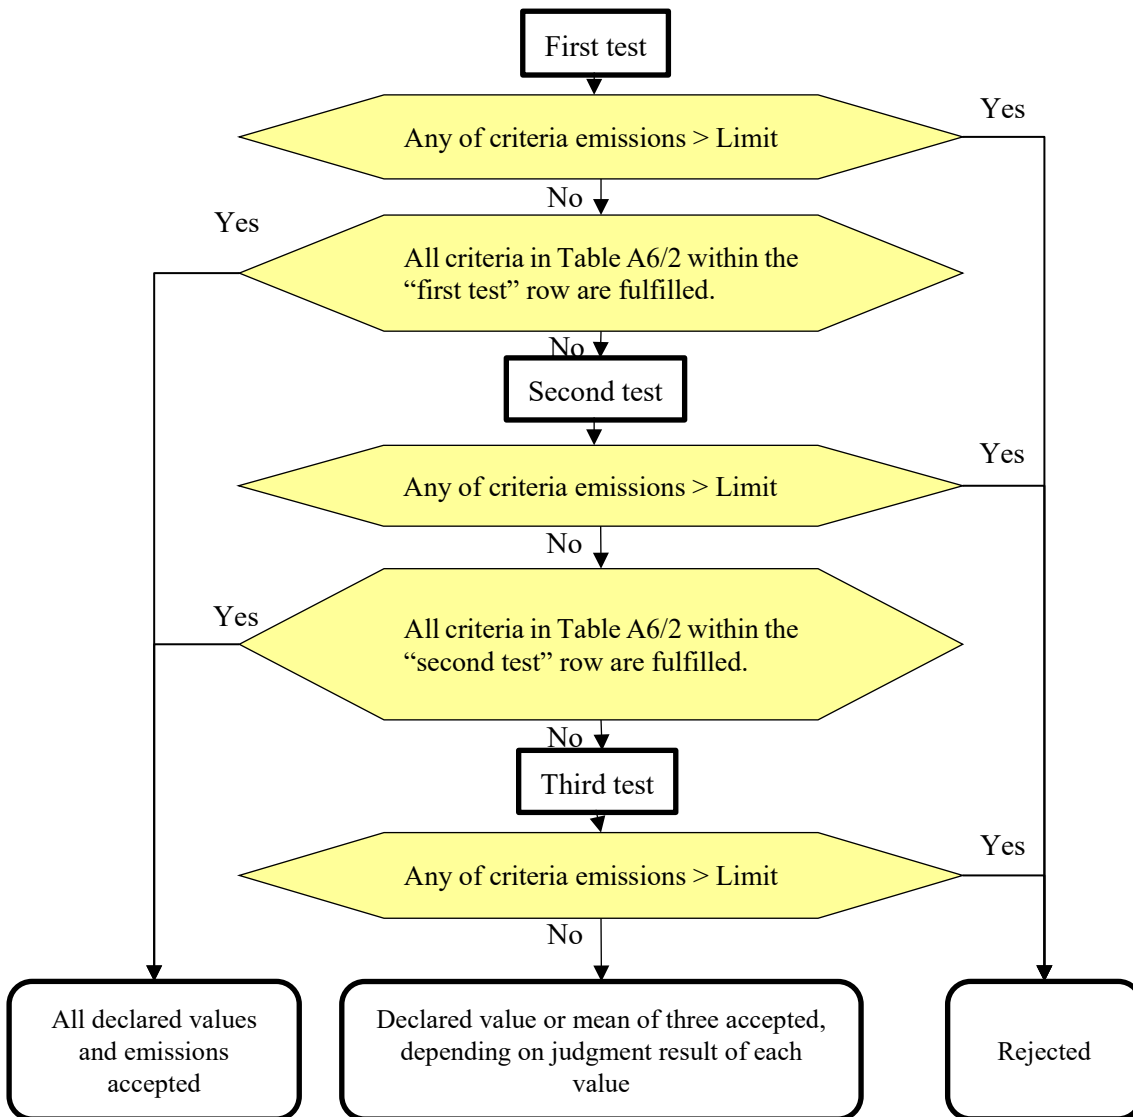 First test
Yes
Any of criteria emissions > Limit
No
Yes
All criteria in Table A6/2 within the
“first test” row are fulfilled.
No
Second test
Yes
Any of criteria emissions > Limit
No
Yes
All criteria in Table A6/2 within the
“second test” row are fulfilled.
No
Third test
Yes
Any of criteria emissions > Limit
No
All declared values
and emissions
accepted
Declared value or mean of three accepted,
depending on judgment result of each
value
Rejected